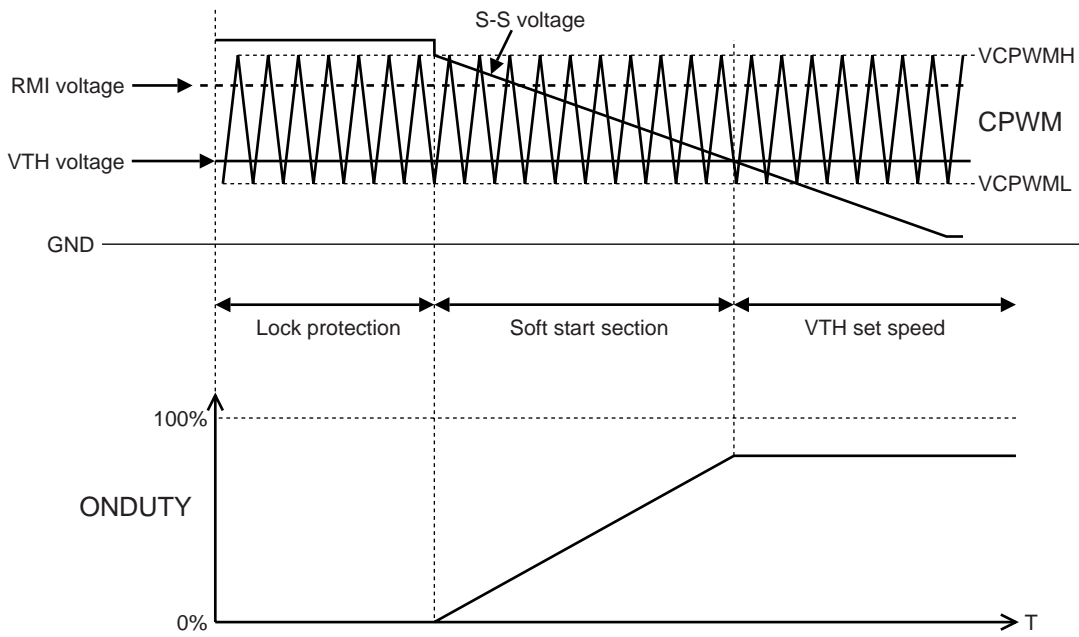 S-S voltage
VCPWMH
RMI voltage
CPWM
VTH voltage
VCPWML
GND
Lock protection
Soft start section
VTH set speed
100%
ONDUTY
0%
T